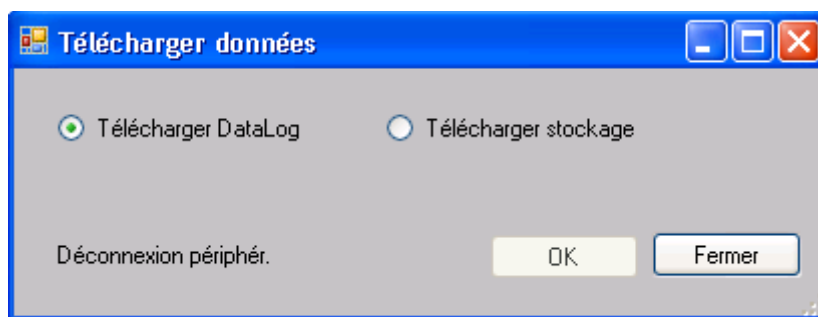 Télécharger données
Télécharger DataLog Télécharger stockage
Déconnexion périphér. OK Fermer